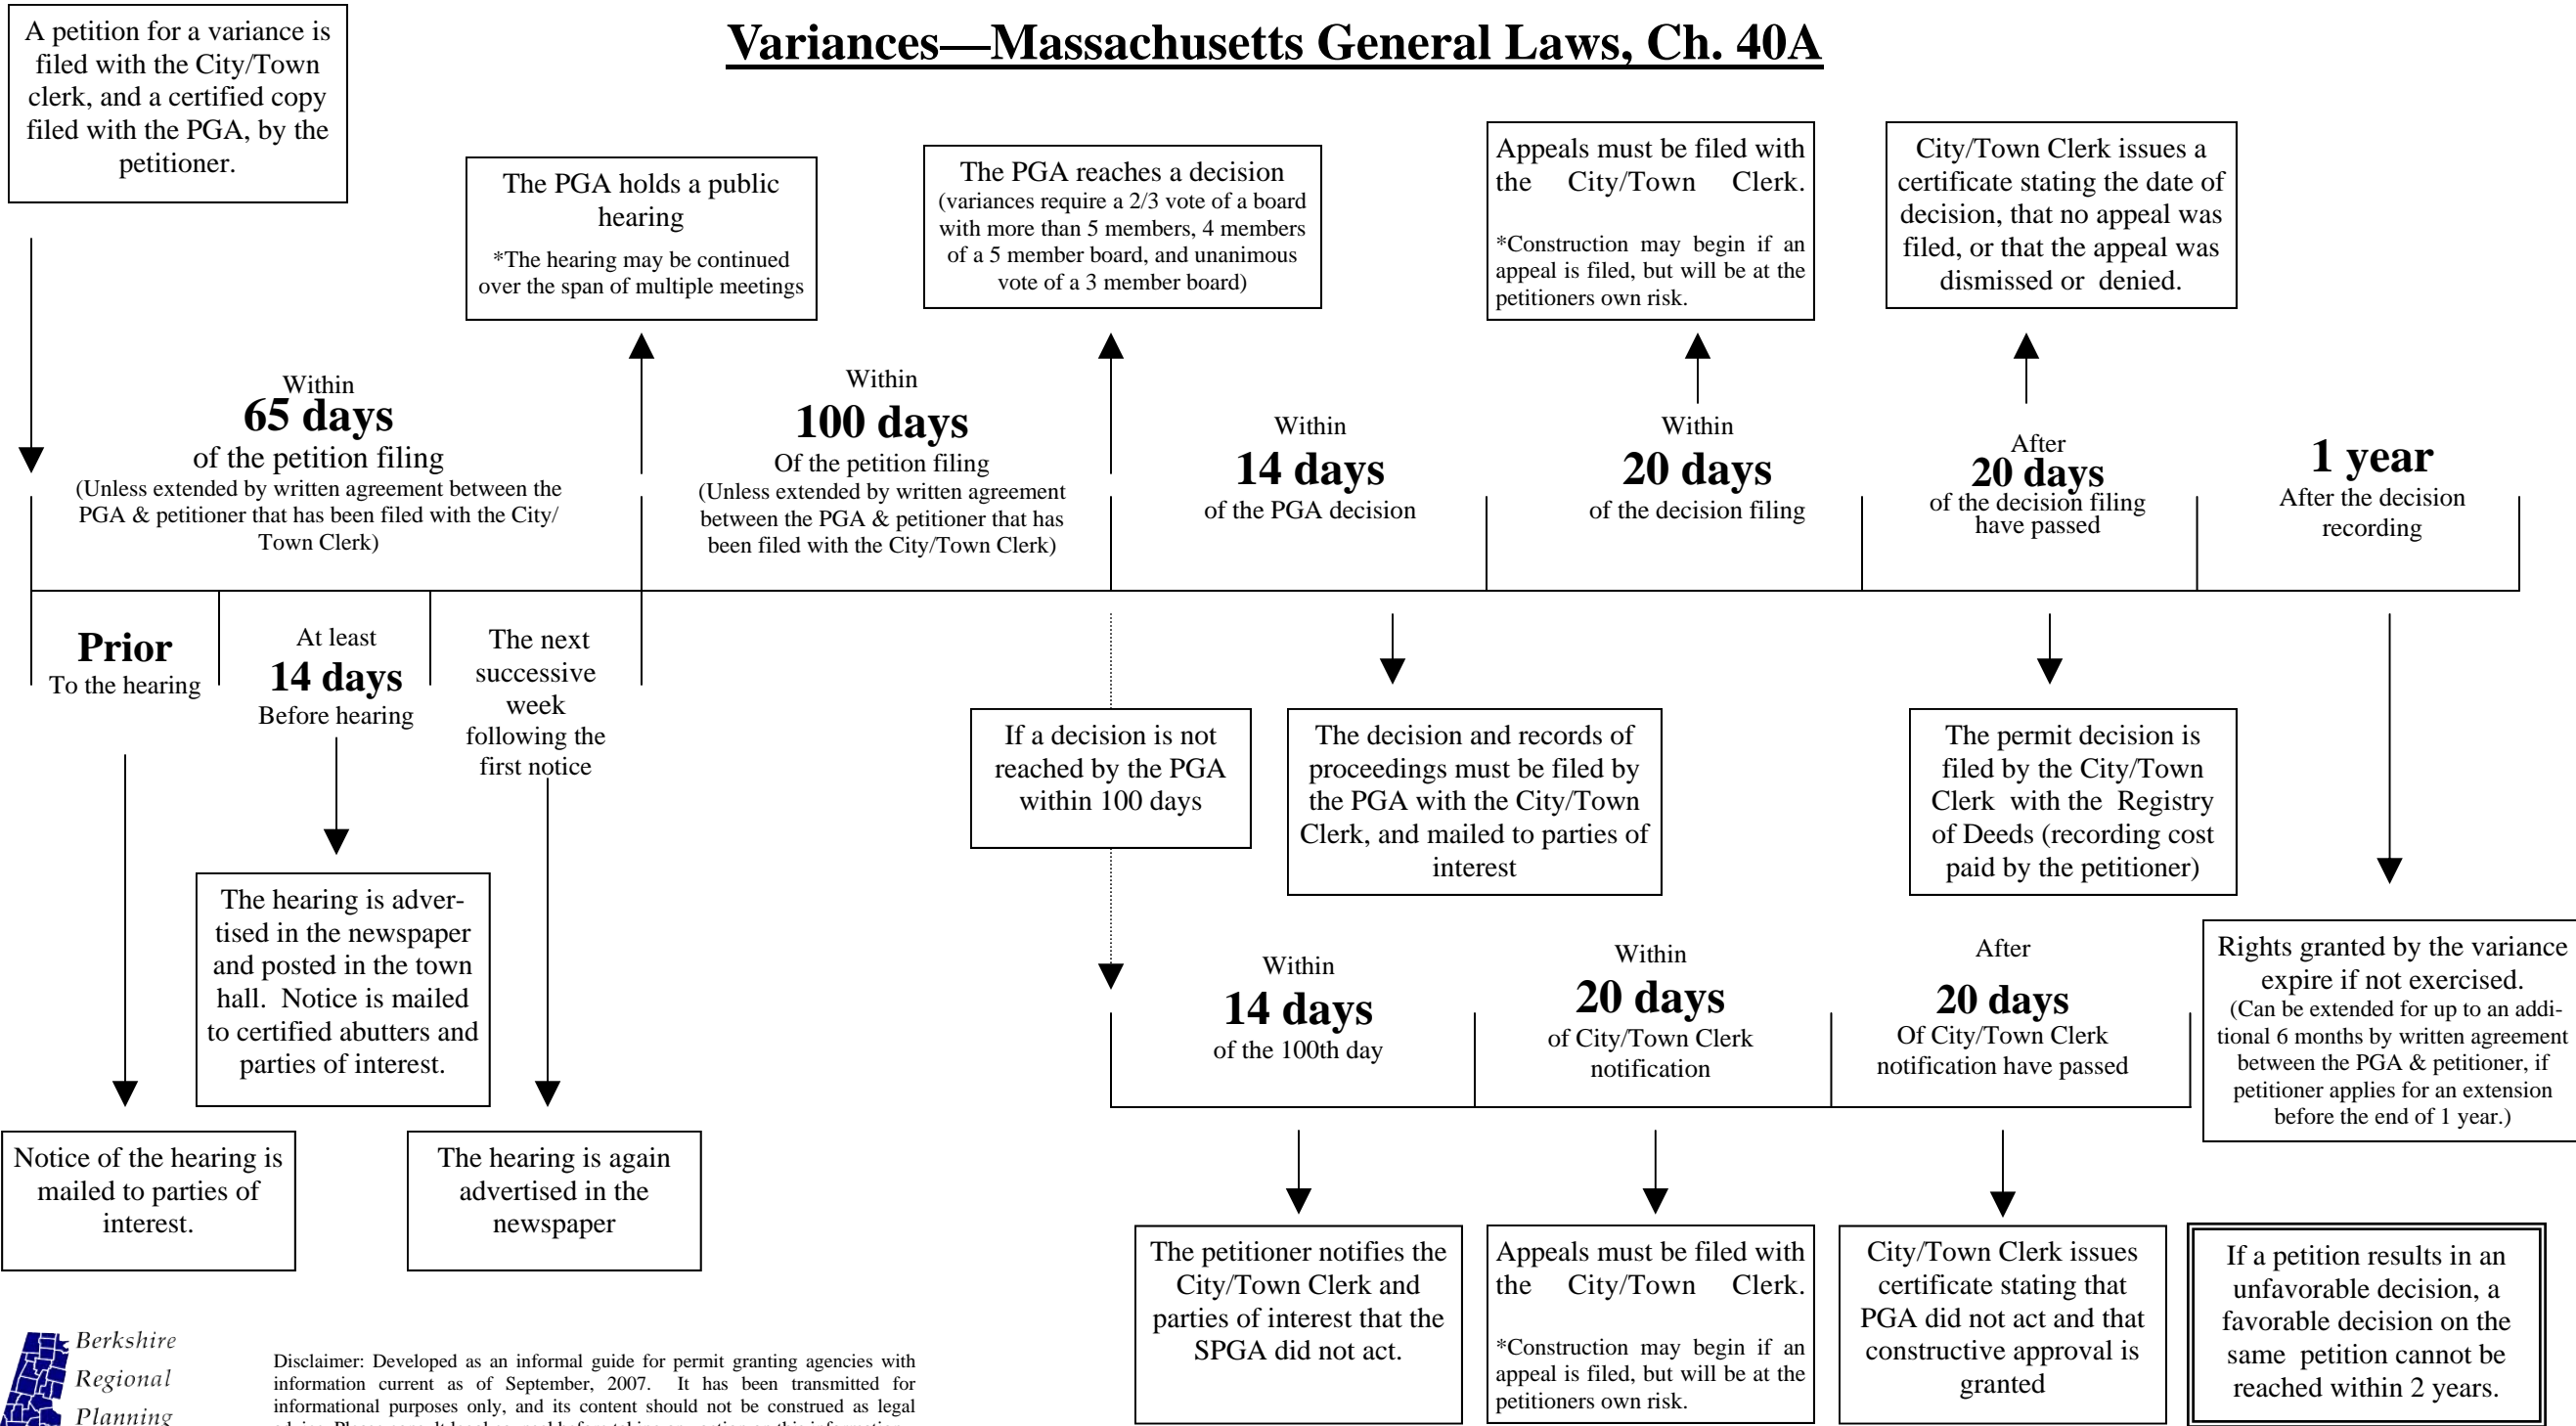 Variances—Massachusetts General Laws, Ch. 40A
A petition for a variance is
filed with the City/Town
clerk, and a certified copy
filed with the PGA, by the
petitioner.
The PGA holds a public
hearing
*The hearing may be continued
over the span of multiple meetings
The PGA reaches a decision
(variances require a 2/3 vote of a board
with more than 5 members, 4 members
of a 5 member board, and unanimous
vote of a 3 member board)
Appeals must be filed with
the City/Town Clerk.
*Construction may begin if an
appeal is filed, but will be at the
petitioners own risk.
City/Town Clerk issues a
certificate stating the date of
decision, that no appeal was
filed, or that the appeal was
dismissed or denied.
Within
65 days
of the petition filing
(Unless extended by written agreement between the
PGA & petitioner that has been filed with the City/
Town Clerk)
Within
100 days
Of the petition filing
(Unless extended by written agreement
between the PGA & petitioner that has
been filed with the City/Town Clerk)
Within
14 days
of the PGA decision
Within
20 days
of the decision filing
After
20 days
of the decision filing
have passed
1 year
After the decision
recording
Prior
To the hearing
At least
14 days
Before hearing
The next
successive
week
following the
first notice
If a decision is not
reached by the PGA
within 100 days
The decision and records of
proceedings must be filed by
the PGA with the City/Town
Clerk, and mailed to parties of
interest
The permit decision is
filed by the City/Town
Clerk with the Registry
of Deeds (recording cost
paid by the petitioner)
The hearing is adver-
tised in the newspaper
and posted in the town
hall. Notice is mailed
to certified abutters and
parties of interest.
Within
14 days
of the 100th day
Within
20 days
of City/Town Clerk
notification
After
20 days
Of City/Town Clerk
notification have passed
Rights granted by the variance
expire if not exercised.
(Can be extended for up to an addi-
tional 6 months by written agreement
between the PGA & petitioner, if
petitioner applies for an extension
before the end of 1 year.)
Notice of the hearing is
mailed to parties of
interest.
The hearing is again
advertised in the
newspaper
The petitioner notifies the
City/Town Clerk and
parties of interest that the
SPGA did not act.
Appeals must be filed with
the City/Town Clerk.
*Construction may begin if an
appeal is filed, but will be at the
petitioners own risk.
City/Town Clerk issues
certificate stating that
PGA did not act and that
constructive approval is
granted
If a petition results in an
unfavorable decision, a
favorable decision on the
same petition cannot be
reached within 2 years.
Berkshire
Regional
Planning
Disclaimer: Developed as an informal guide for permit granting agencies with
information current as of September, 2007. It has been transmitted for
informational purposes only, and its content should not be construed as legal